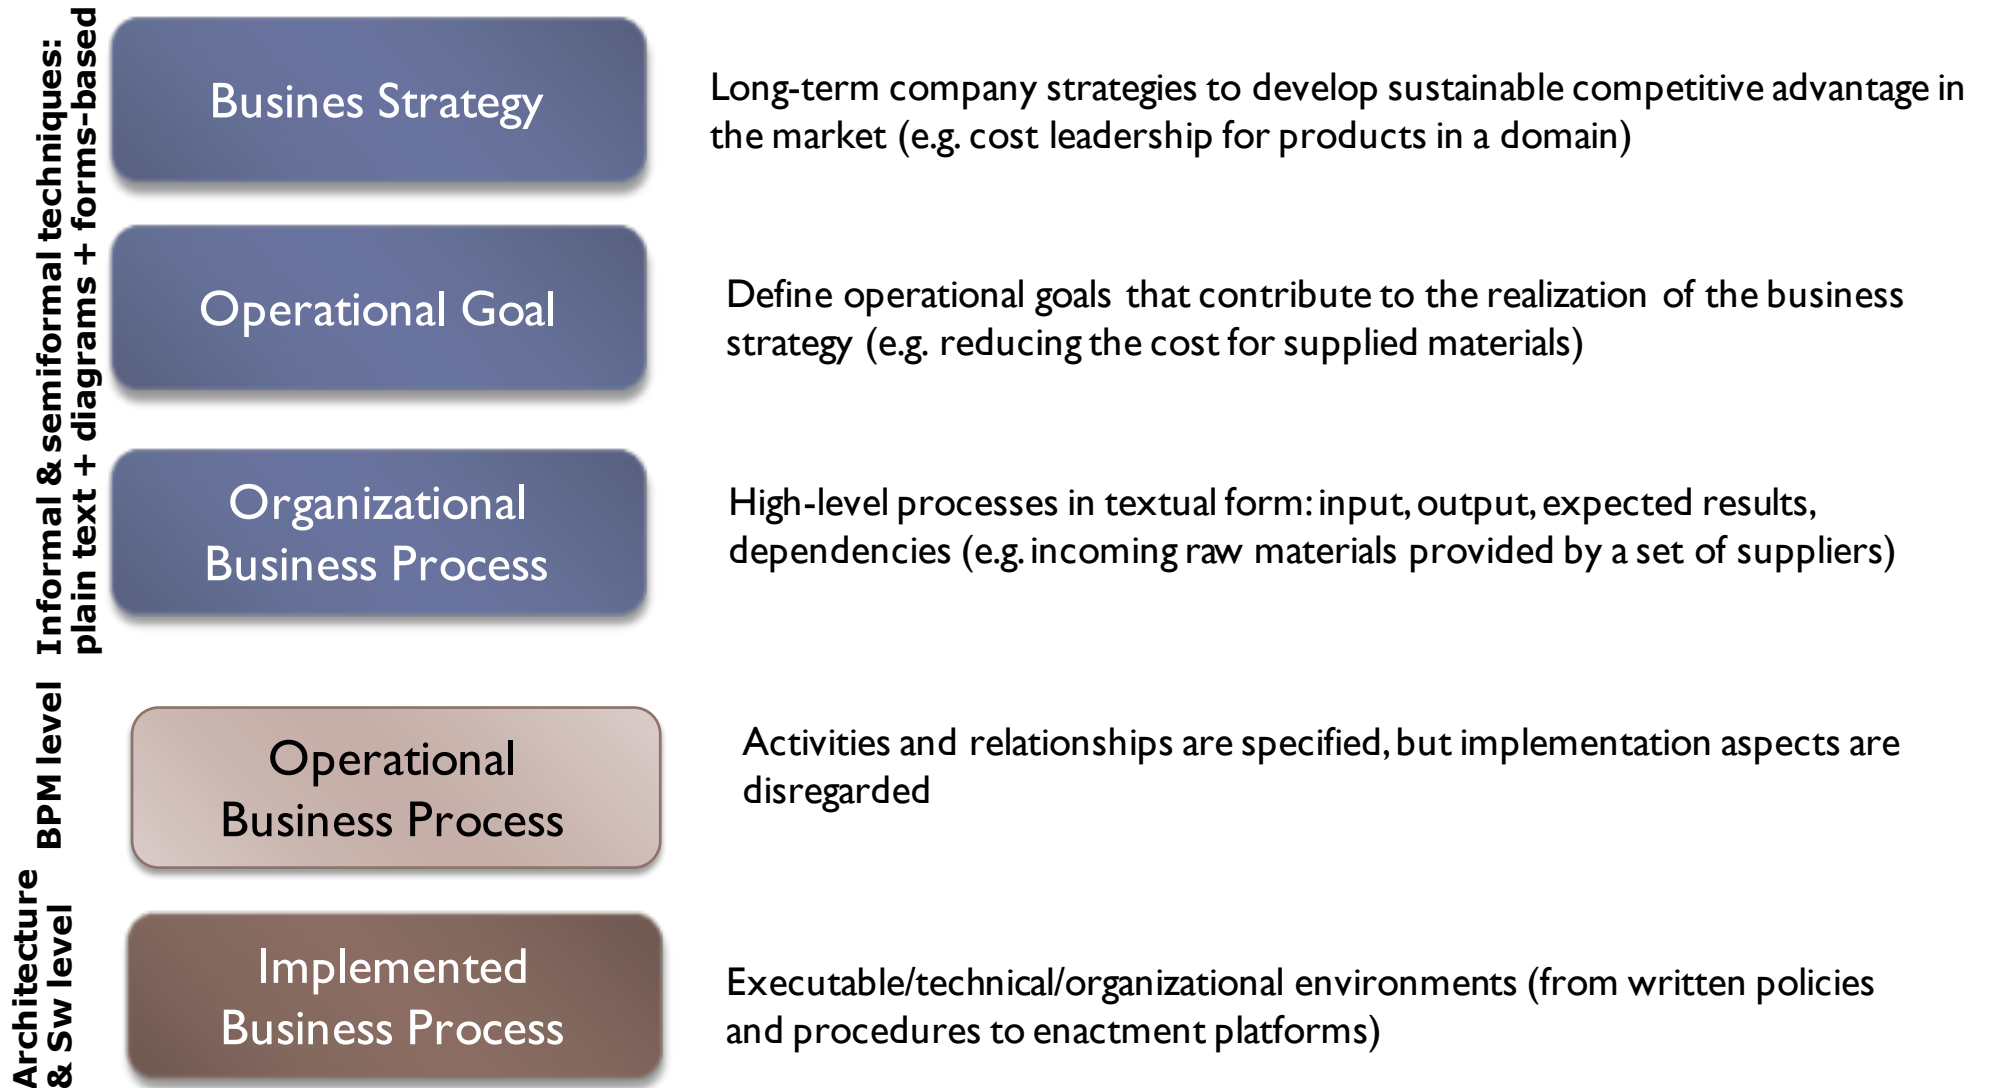 Informal & semiformal techniques:
plain text + diagrams + forms-based
Busines Strategy
Long-term company strategies to develop sustainable competitive advantage in
the market (e.g. cost leadership for products in a domain)
Operational Goal
Define operational goals that contribute to the realization of the business
strategy (e.g. reducing the cost for supplied materials)
Organizational
Business Process
High-level processes in textual form: input, output, expected results,
dependencies (e.g. incoming raw materials provided by a set of suppliers)
BPM level
Operational
Business Process
Activities and relationships are specified, but implementation aspects are
disregarded
Architecture
& Sw level
Implemented
Business Process
Executable/technical/organizational environments (from written policies
and procedures to enactment platforms)